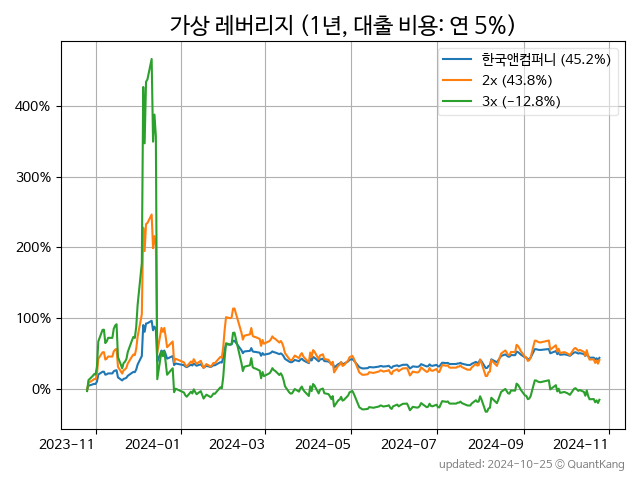 가상 레버리지 (1년, 대출 비용: 연 5%)
한국앤컴퍼니 (45.2%)
2x (43.8%)
3x (−12.8%)
400%
300%
200%
100%
0%
2023-11 2024-01 2024-03 2024-05 2024-07 2024-09 2024-11
updated: 2024-10-25 © QuantKang